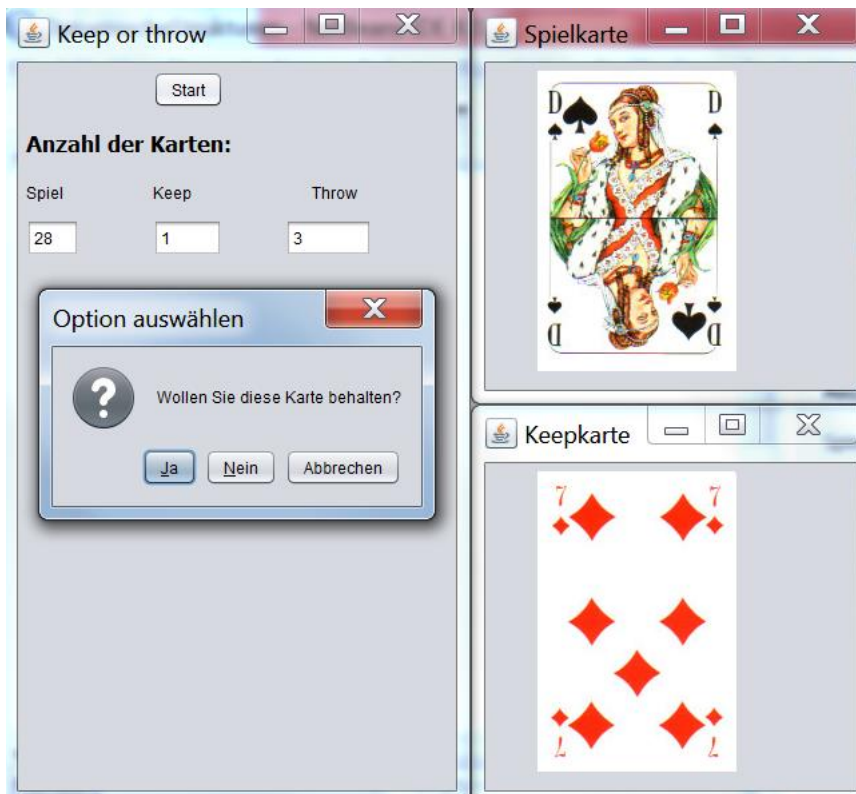 Keep or throw
Start
Anzahl der Karten:
Spiel Keep Throw
28 1 3
Option auswählen
Wollen Sie diese Karte behalten?
Ja Nein Abbrechen
Spielkarte
D D
D D
Keepkarte
7 7
7 7